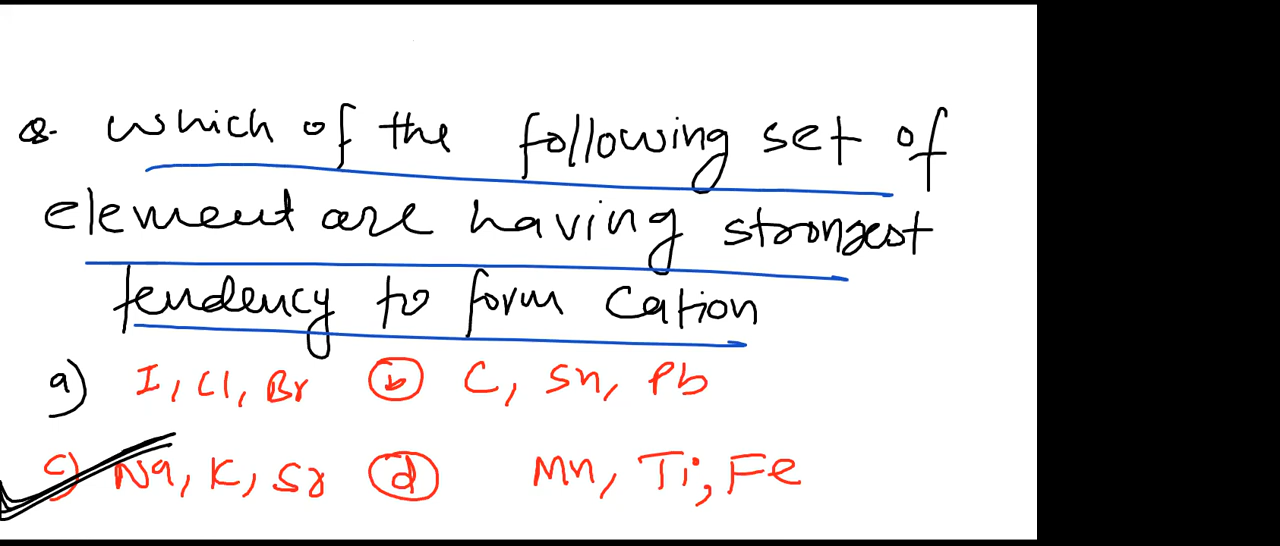 Q. which of the following set of
element are having strongest
tendency to form cation
a) I, Cl, Br (b) C, Sn, Pb
c) Na, K, Sr (d) Mn, Ti, Fe